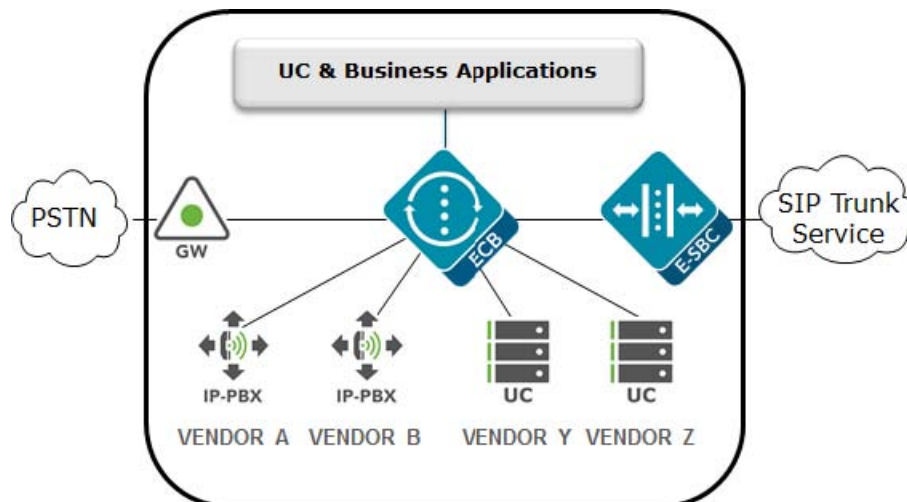 UC & Business Applications
PSTN
GW
ECB
E-SBC
SIP Trunk
Service
IP-PBX
IP-PBX
UC
UC
VENDOR A
VENDOR B
VENDOR Y
VENDOR Z